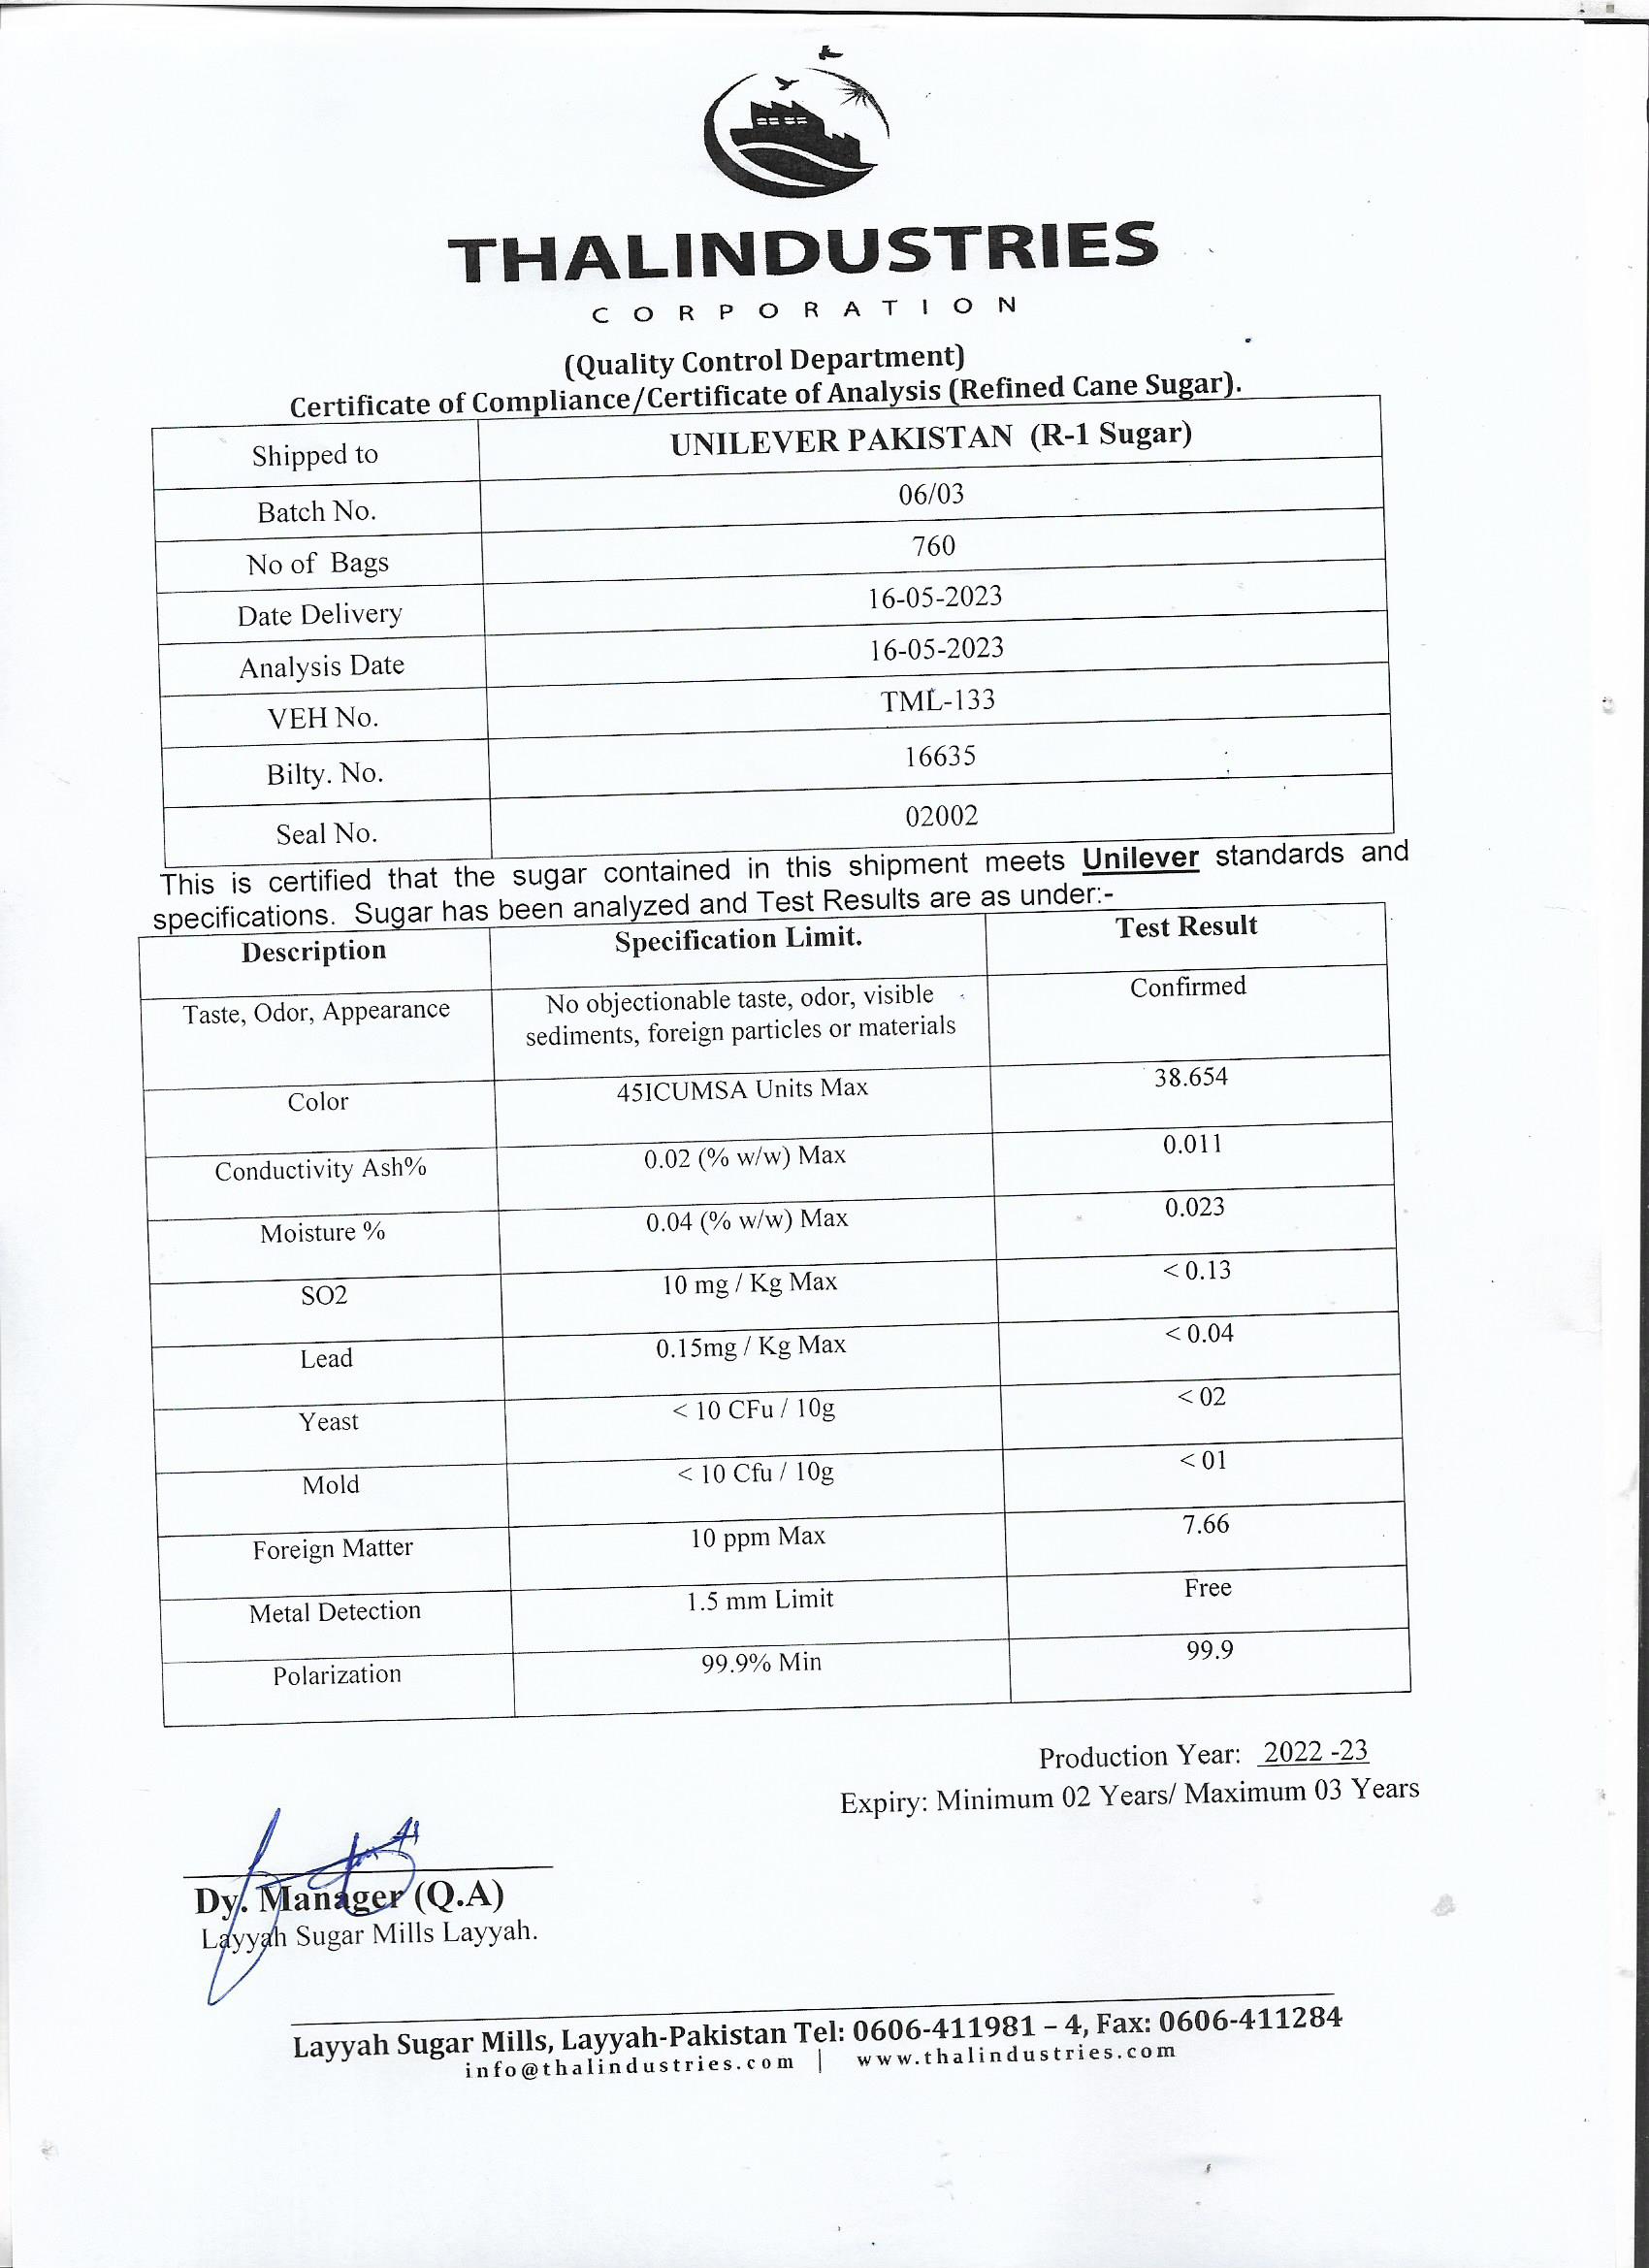 THALINDUSTRIES
CORPORATION
(Quality Control Department)
Certificate of Compliance/Certificate of Analysis (Refined Cane Sugar).
Shipped to UNILEVER PAKISTAN (R-1 Sugar)
Batch No. 06/03
No of Bags 760
Date Delivery 16-05-2023
Analysis Date 16-05-2023
VEH No. TML-133
Bilty. No. 16635
Seal No. 02002
This is certified that the sugar contained in this shipment meets Unilever standards and
specifications. Sugar has been analyzed and Test Results are as under:-
Description Specification Limit. Test Result
Taste, Odor, Appearance No objectionable taste, odor, visible Confirmed
sediments, foreign particles or materials
Color 45ICUMSA Units Max 38.654
Conductivity Ash% 0.02 (% w/w) Max 0.011
Moisture % 0.04 (% w/w) Max 0.023
SO2 10 mg / Kg Max < 0.13
Lead 0.15mg / Kg Max < 0.04
Yeast < 10 CFu / 10g < 02
Mold < 10 Cfu / 10g < 01
Foreign Matter 10 ppm Max 7.66
Metal Detection 1.5 mm Limit Free
Polarization 99.9% Min 99.9
Production Year: 2022 -23
Expiry: Minimum 02 Years/ Maximum 03 Years
Dy. Manager (Q.A)
Layyah Sugar Mills Layyah.
Layyah Sugar Mills, Layyah-Pakistan Tel: 0606-411981 – 4, Fax: 0606-411284
info@thalindustries.com | www.thalindustries.com